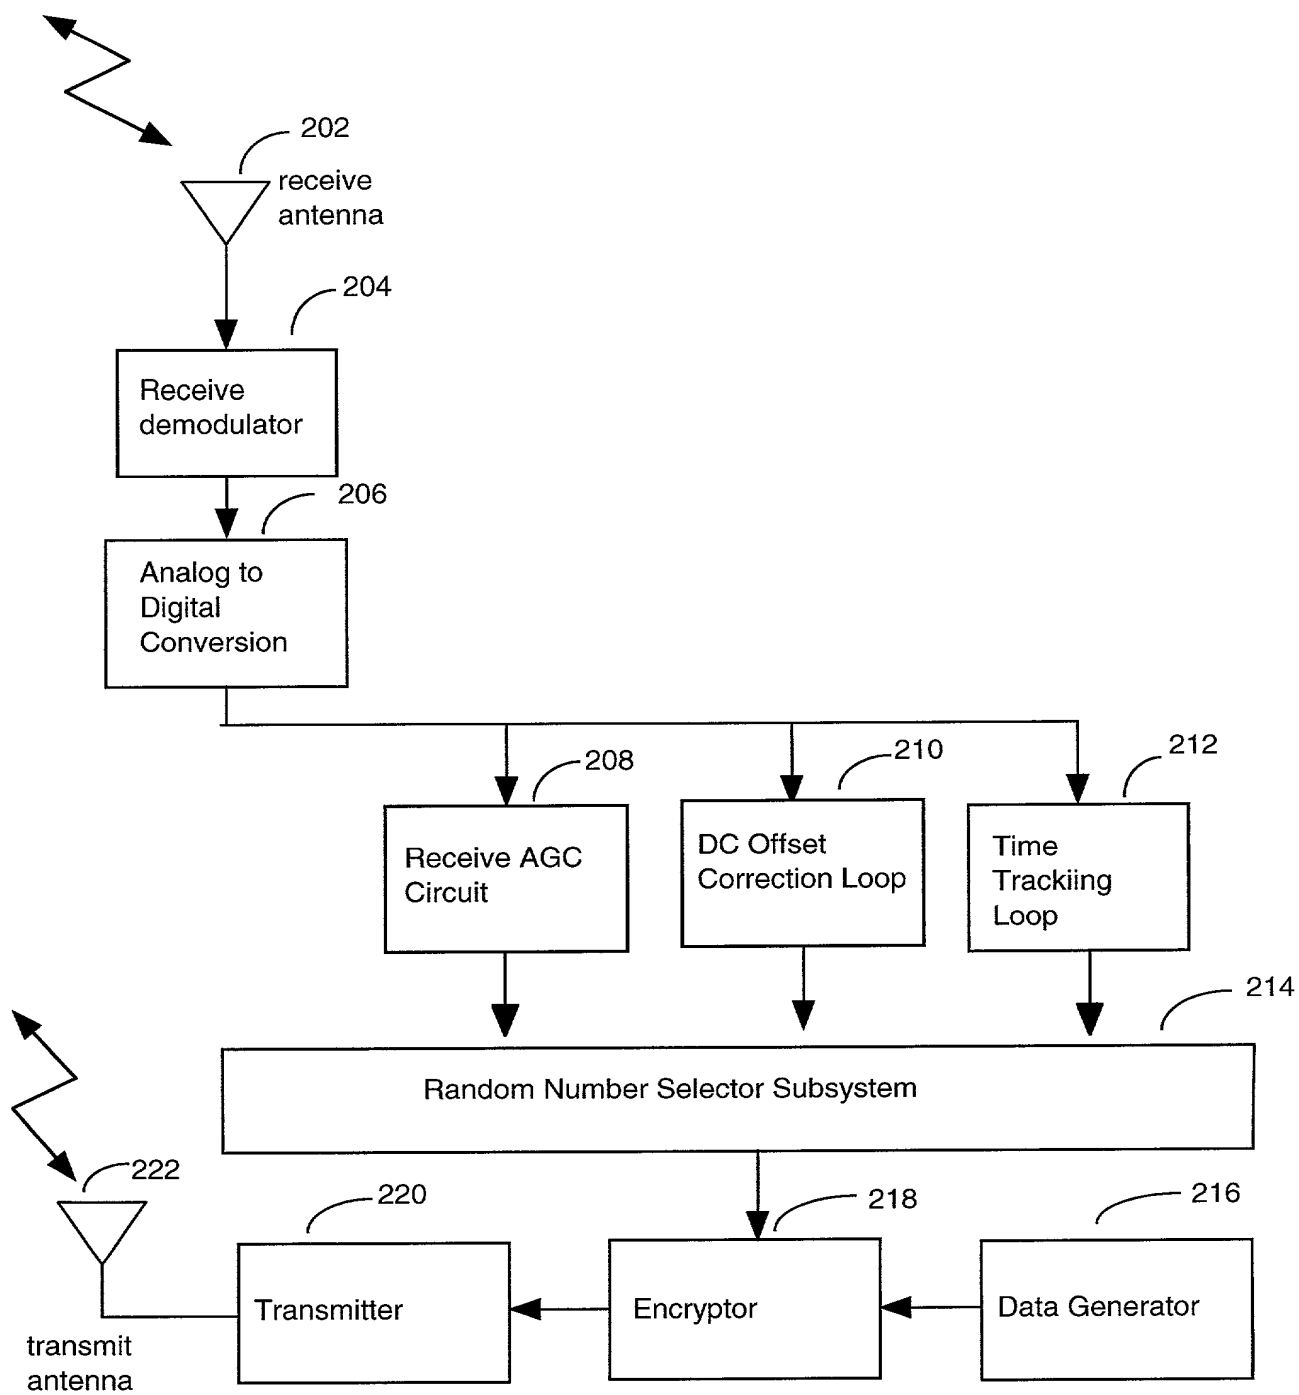 202
receive
antenna
204
Receive
demodulator
206
Analog to
Digital
Conversion
208
210
212
Receive AGC
Circuit
DC Offset
Correction Loop
Time
Trackiing
Loop
214
Random Number Selector Subsystem
222
220
218
216
Transmitter
Encryptor
Data Generator
transmit
antenna